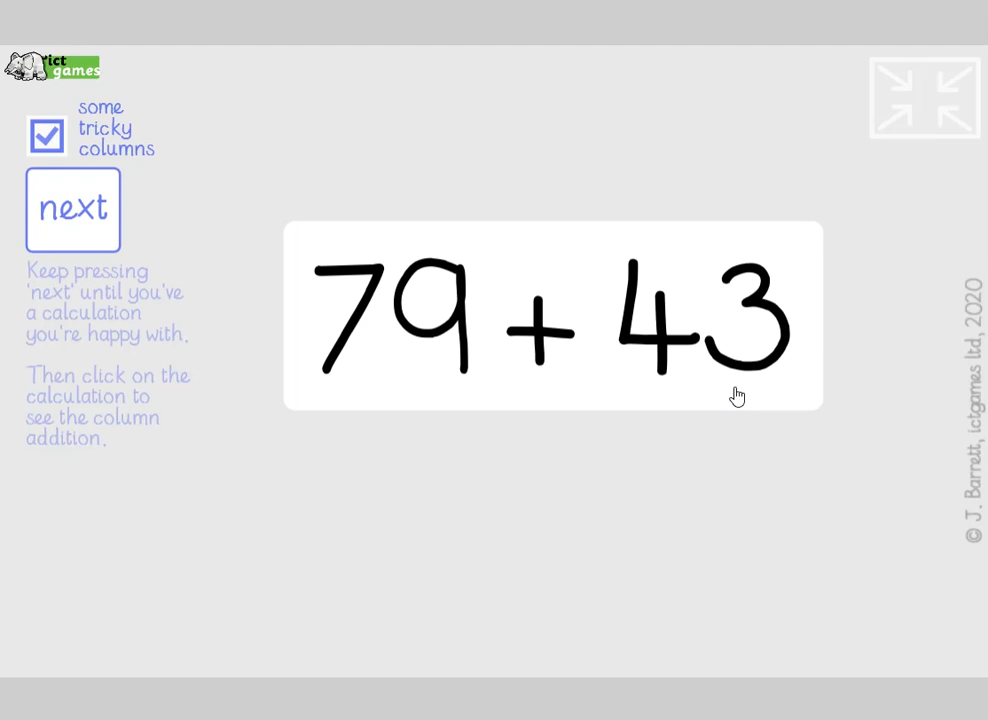 ict
games
some
tricky
columns
next
Keep pressing
'next' until you've
a calculation
you're happy with.
Then click on the
calculation to
see the column
addition.
79 + 43
© J. Barrett, ictgames ltd, 2020